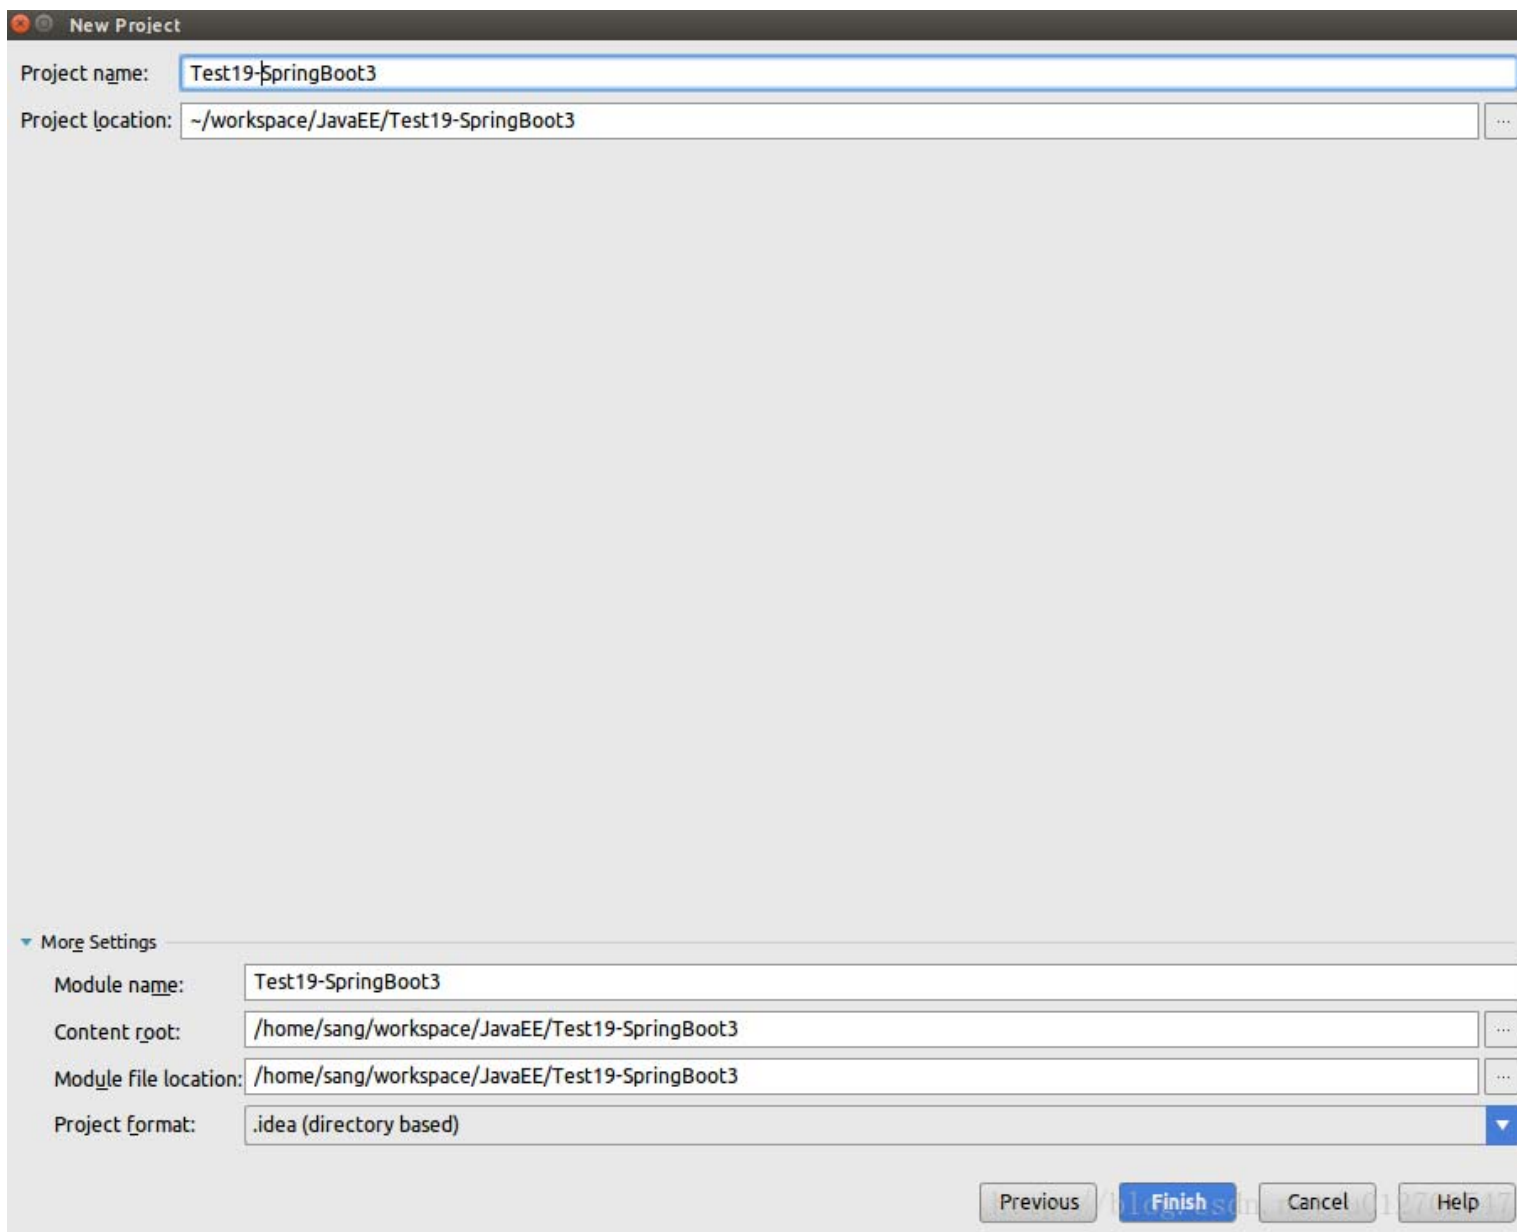 New Project
Project name: Test19-SpringBoot3
Project location: ~/workspace/JavaEE/Test19-SpringBoot3 ...
More Settings
Module name: Test19-SpringBoot3
Content root: /home/sang/workspace/JavaEE/Test19-SpringBoot3 ...
Module file location: /home/sang/workspace/JavaEE/Test19-SpringBoot3 ...
Project format: .idea (directory based)
Previous Finish Cancel Help